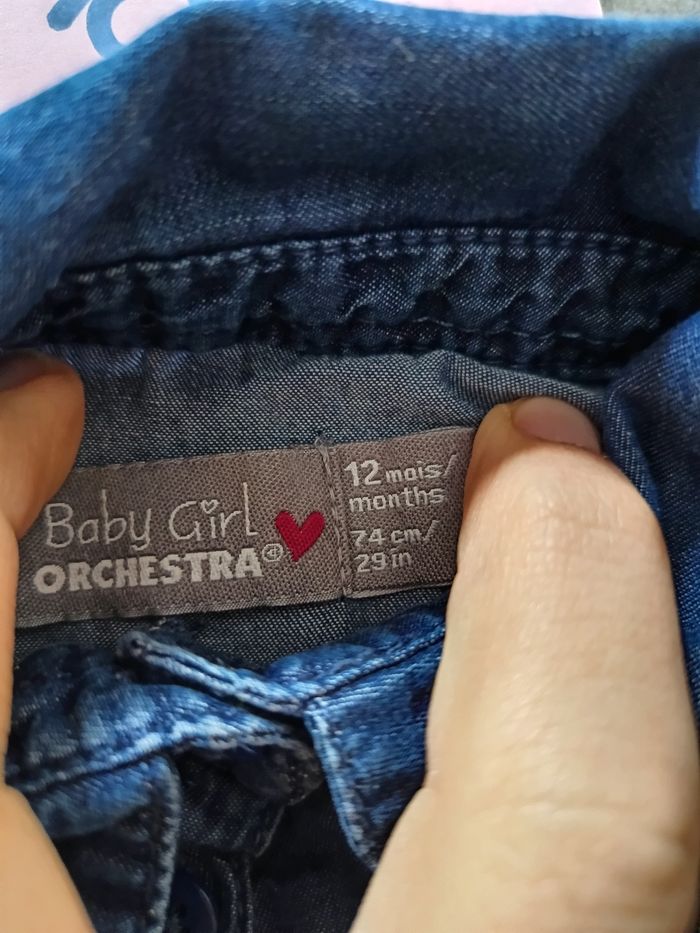 Baby Girl
ORCHESTRA®
12 mois/
months
74 cm/
29 in